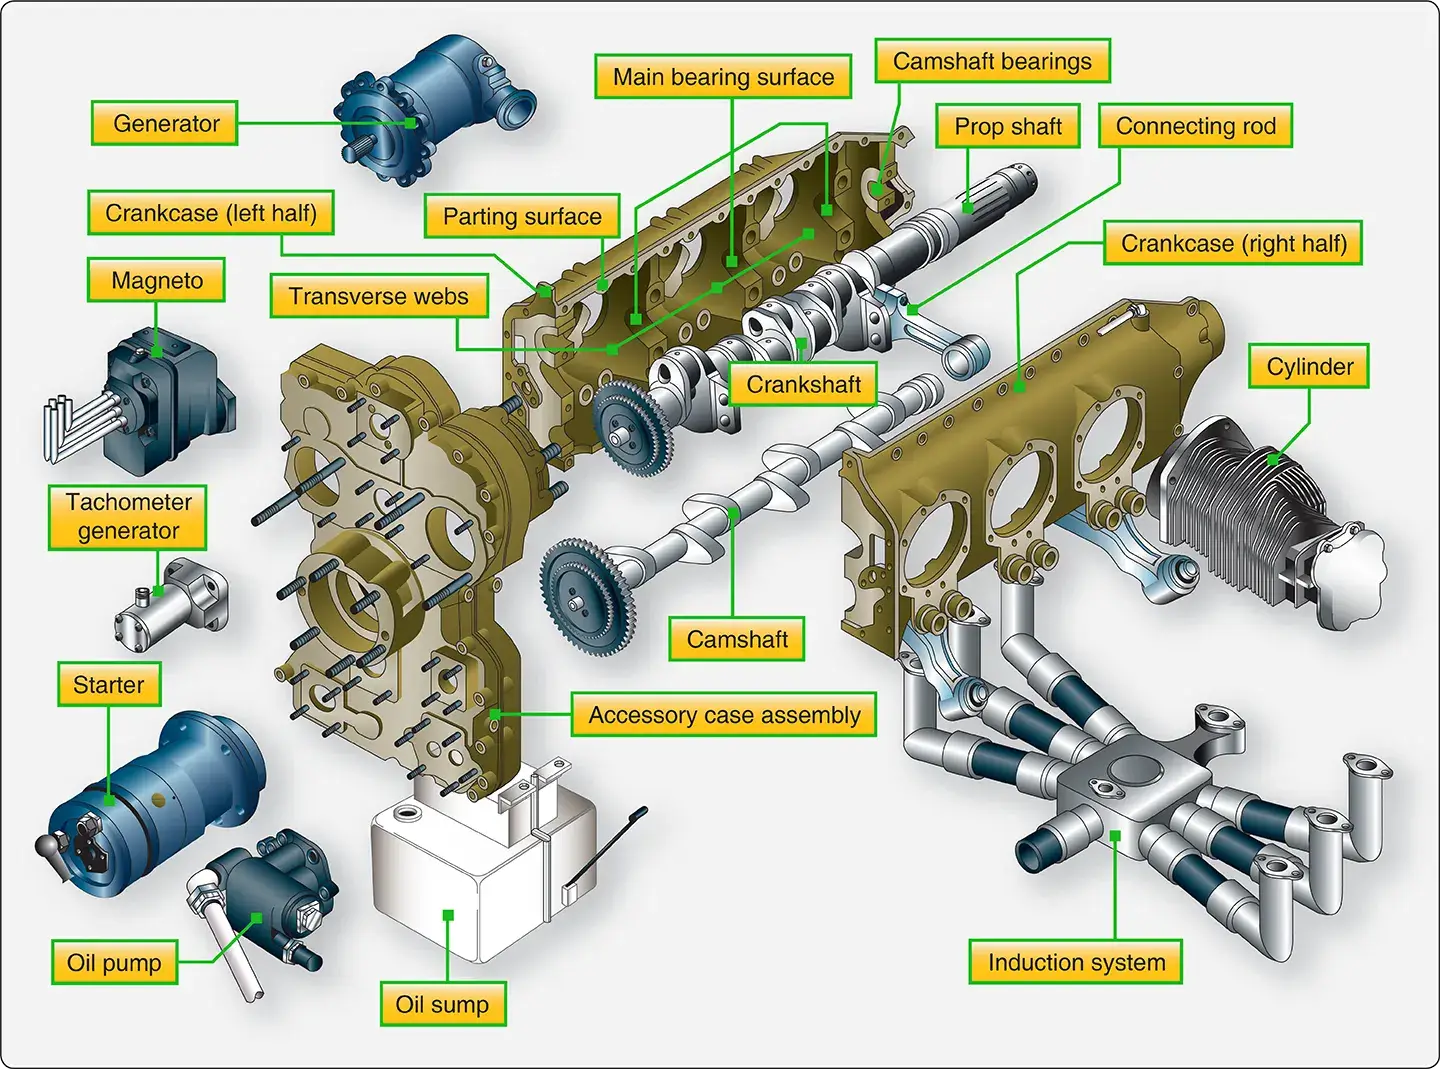 Camshaft bearings
Main bearing surface
Generator
Prop shaft
Connecting rod
Crankcase (left half)
Parting surface
Crankcase (right half)
Magneto
Transverse webs
Cylinder
Crankshaft
Tachometer
generator
Camshaft
Starter
Accessory case assembly
Oil pump
Induction system
Oil sump